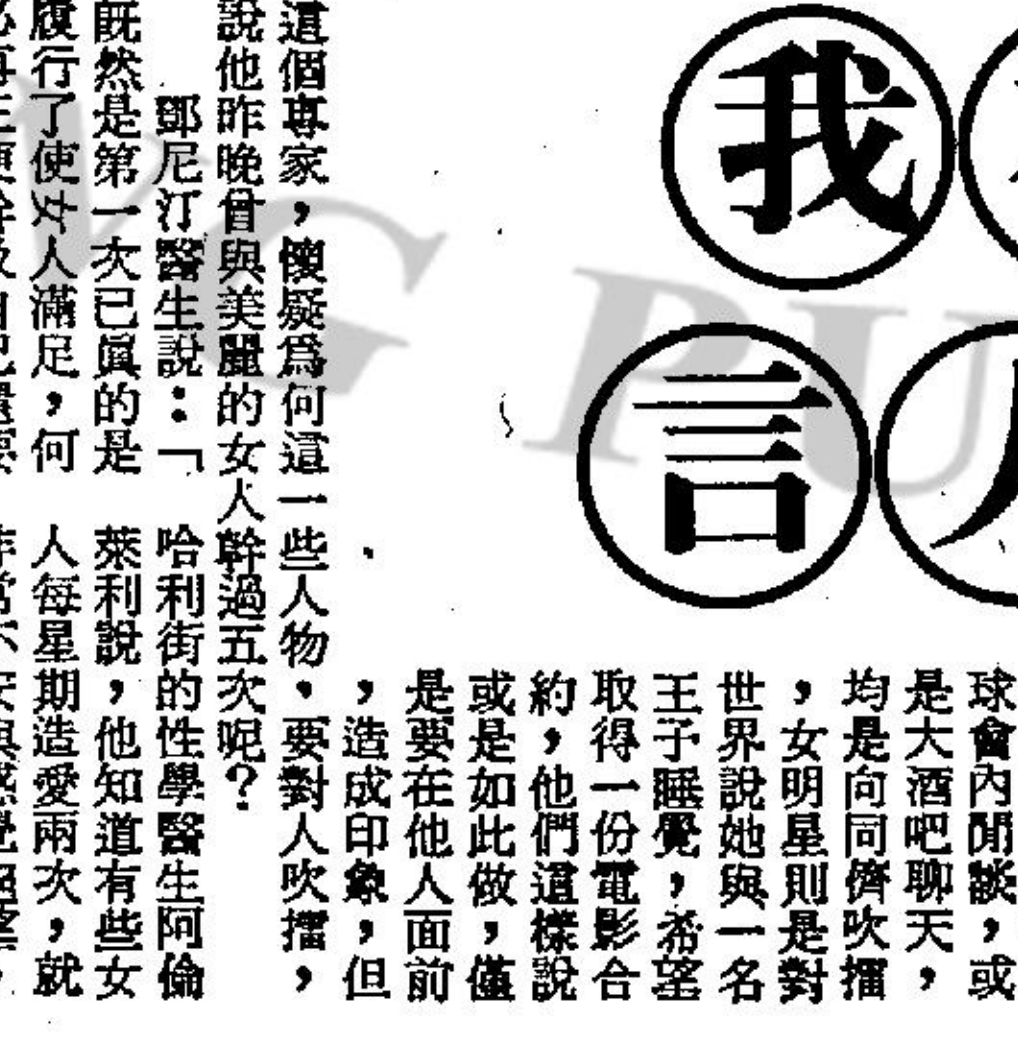 我
人
言
球會內閒談，或
是大酒吧聊天，
均是向同儕吹擂
，女明星則是對
世界說她與一名
王子睡覺，希望
取得一份電影合
約，他們這樣說
或是如此做，僅
是要在他人面前
，造成印象，但
這個專家，懷疑爲何這一些人物，要對人吹擂，
說他昨晚曾與美麗的女人幹過五次呢？
鄧尼汀醫生說：「
既然是第一次已眞的是
履行了使女人滿足，何
哈利街的性學醫生阿倫
萊利說，他知道有些女
人每星期造愛兩次，就